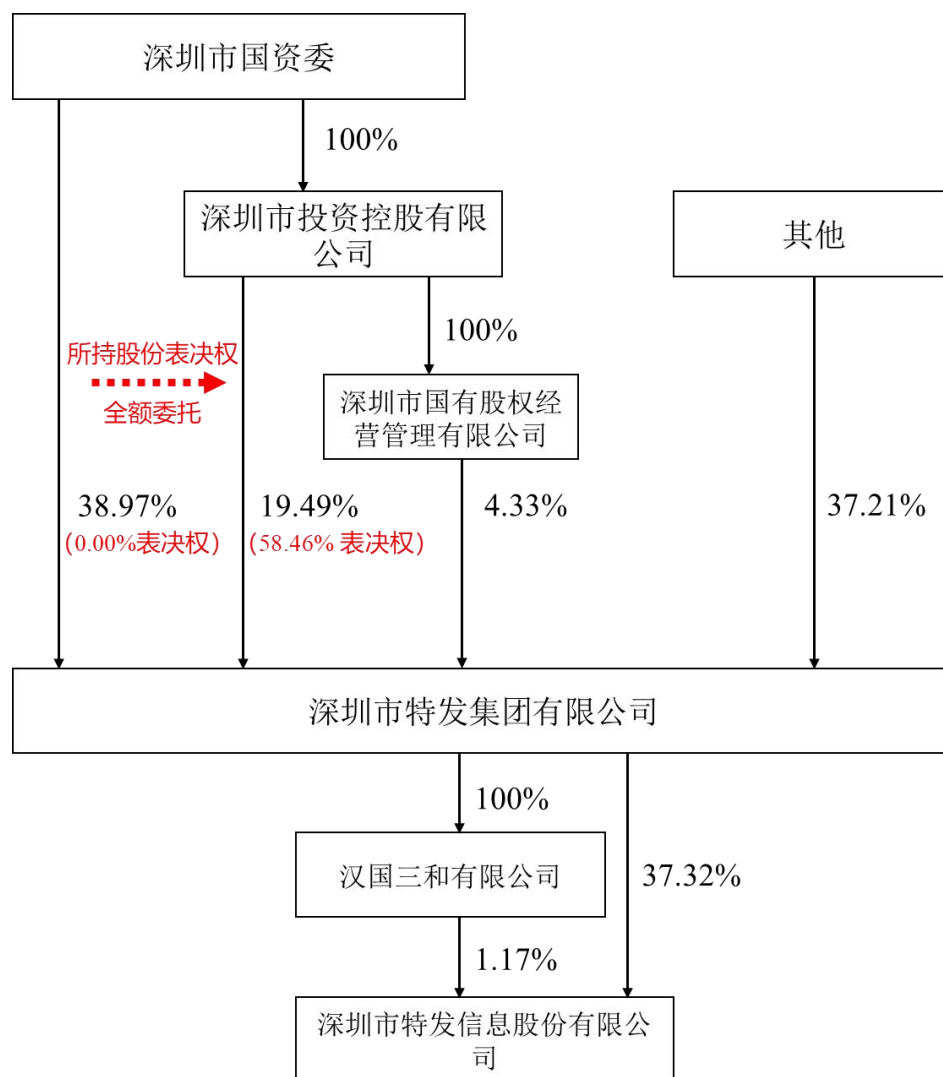 深圳市国资委
100%
深圳市投资控股有限
公司
其他
100%
所持股份表决权
全额委托
深圳市国有股权经
营管理有限公司
38.97%
（0.00%表决权）
19.49%
（58.46% 表决权）
4.33%
37.21%
深圳市特发集团有限公司
100%
汉国三和有限公司
37.32%
1.17%
深圳市特发信息股份有限公
司